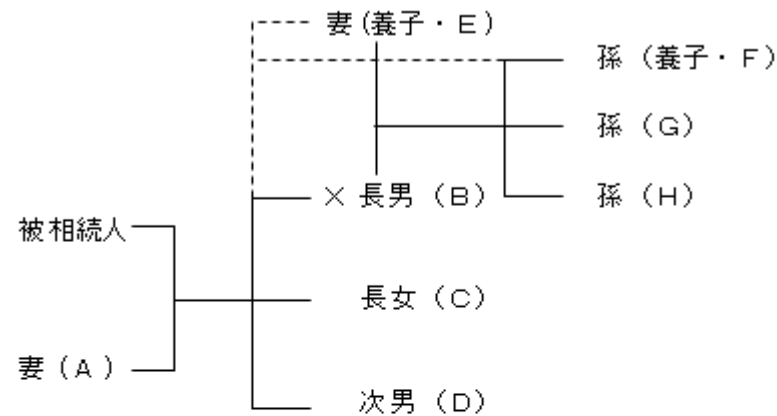 妻(養子・E)
孫(養子・F)
孫(G)
×長男(B)
孫(H)
被相続人
長女(C)
妻(A)
次男(D)